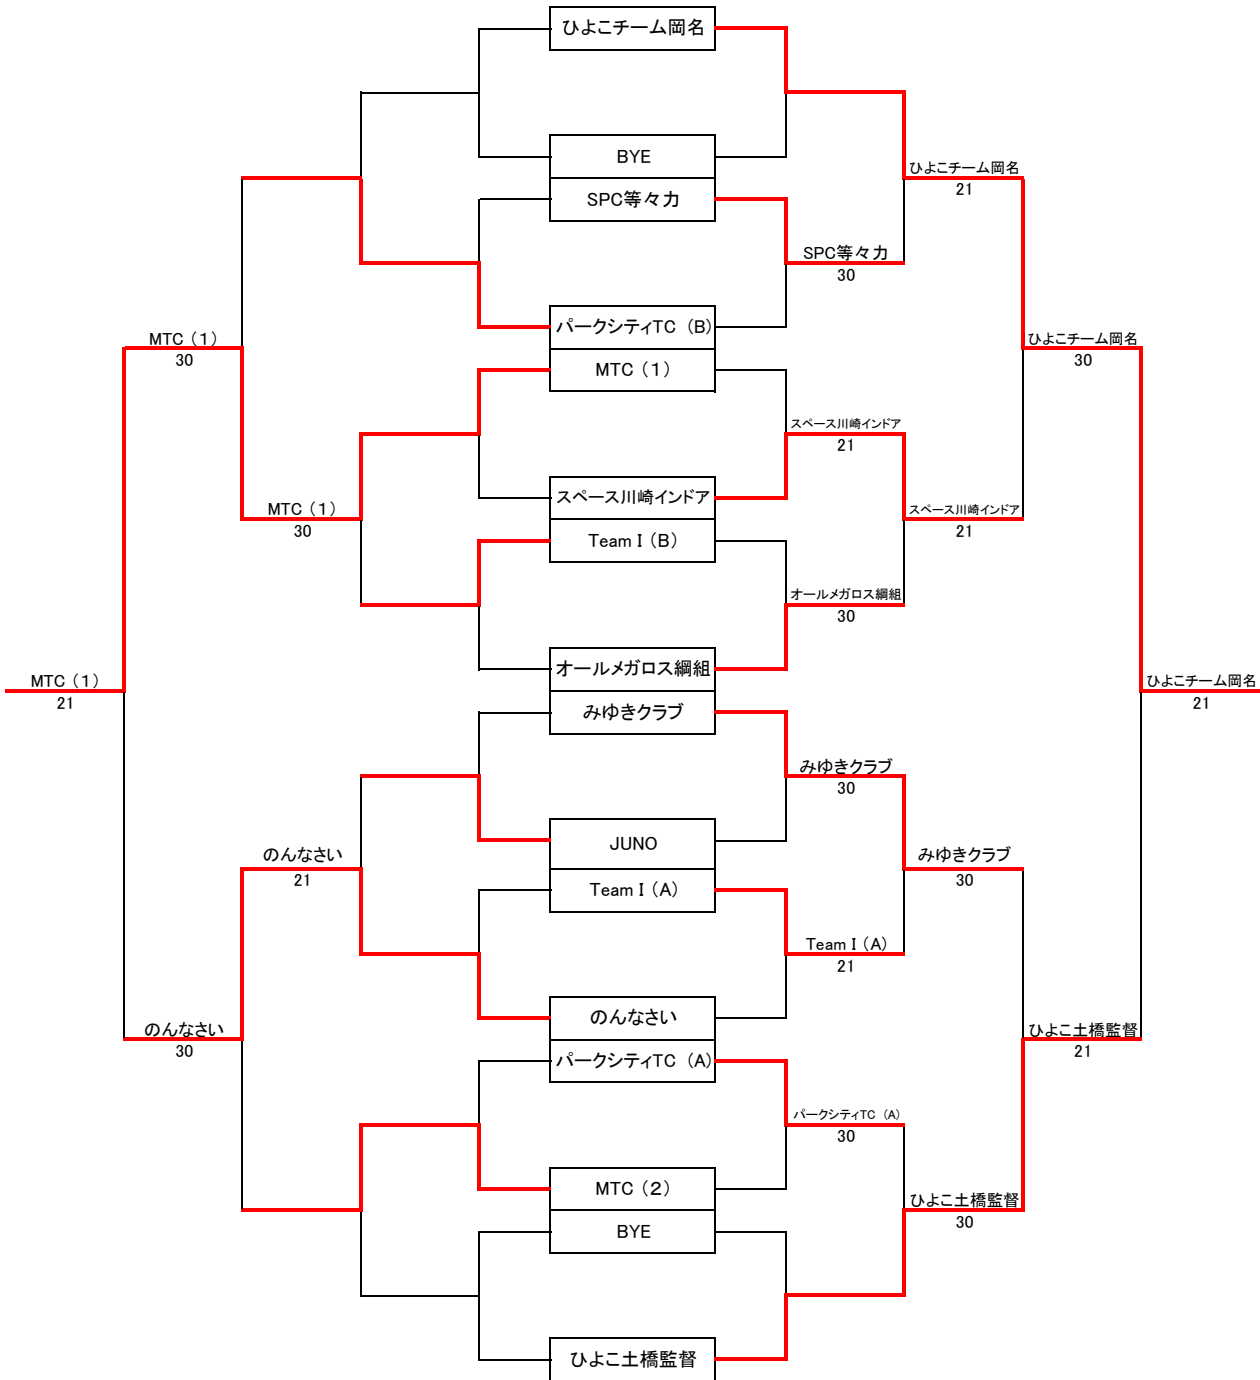 ひよこチーム岡名
BYE
ひよこチーム岡名
21
SPC等々力
SPC等々力
30
パークシティTC (B)
MTC (1)
30
ひよこチーム岡名
30
MTC (1)
スペース川崎インドア
21
スペース川崎インドア
MTC (1)
30
スペース川崎インドア
21
Team I (B)
オールメガロス綱組
30
オールメガロス綱組
MTC (1)
21
ひよこチーム岡名
21
みゆきクラブ
みゆきクラブ
30
JUNO
のんなさい
21
みゆきクラブ
30
Team I (A)
Team I (A)
21
のんなさい
のんなさい
30
ひよこ土橋監督
21
パークシティTC (A)
パークシティTC (A)
30
MTC (2)
ひよこ土橋監督
30
BYE
ひよこ土橋監督